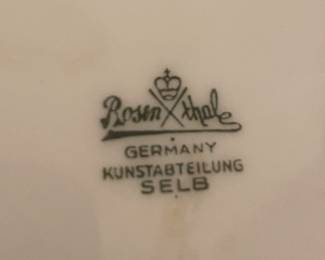 Rosenthal
GERMANY
KUNSTABTEILUNG
SELB